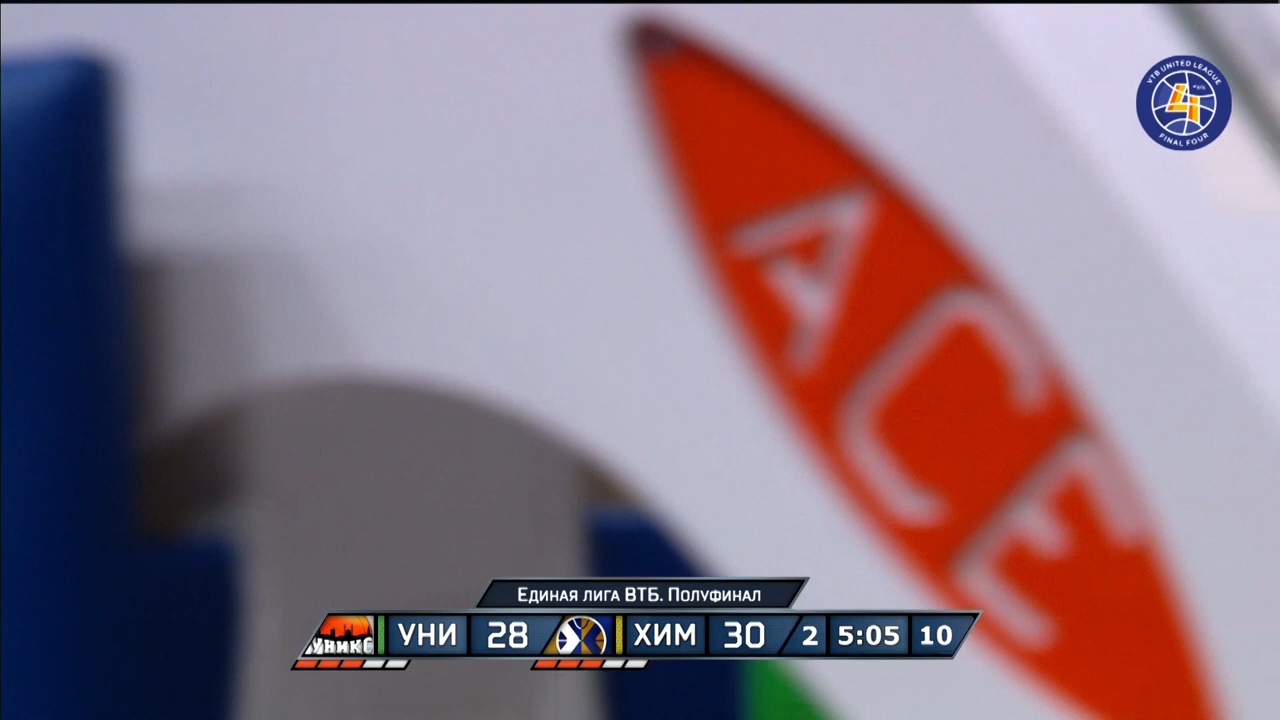 VTB UNITED LEAGUE
FINAL FOUR
ACE
Единая лига ВТБ. Полуфинал
УНИКС УНИ 28 ХИМ 30 2 5:05 10